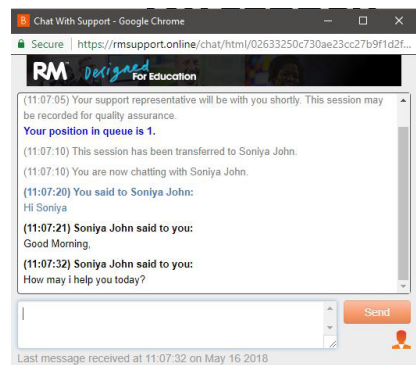 Chat With Support - Google Chrome
Secure | https://rmsupport.online/chat/html/02633250c730ae23cc27b9f1d2f...
RM Designed For Education
(11:07:05) Your support representative will be with you shortly. This session may
be recorded for quality assurance.
Your position in queue is 1.
(11:07:10) This session has been transferred to Soniya John.
(11:07:10) You are now chatting with Soniya John.
(11:07:20) You said to Soniya John:
Hi Soniya
(11:07:21) Soniya John said to you:
Good Morning,
(11:07:32) Soniya John said to you:
How may i help you today?
Send
Last message received at 11:07:32 on May 16 2018